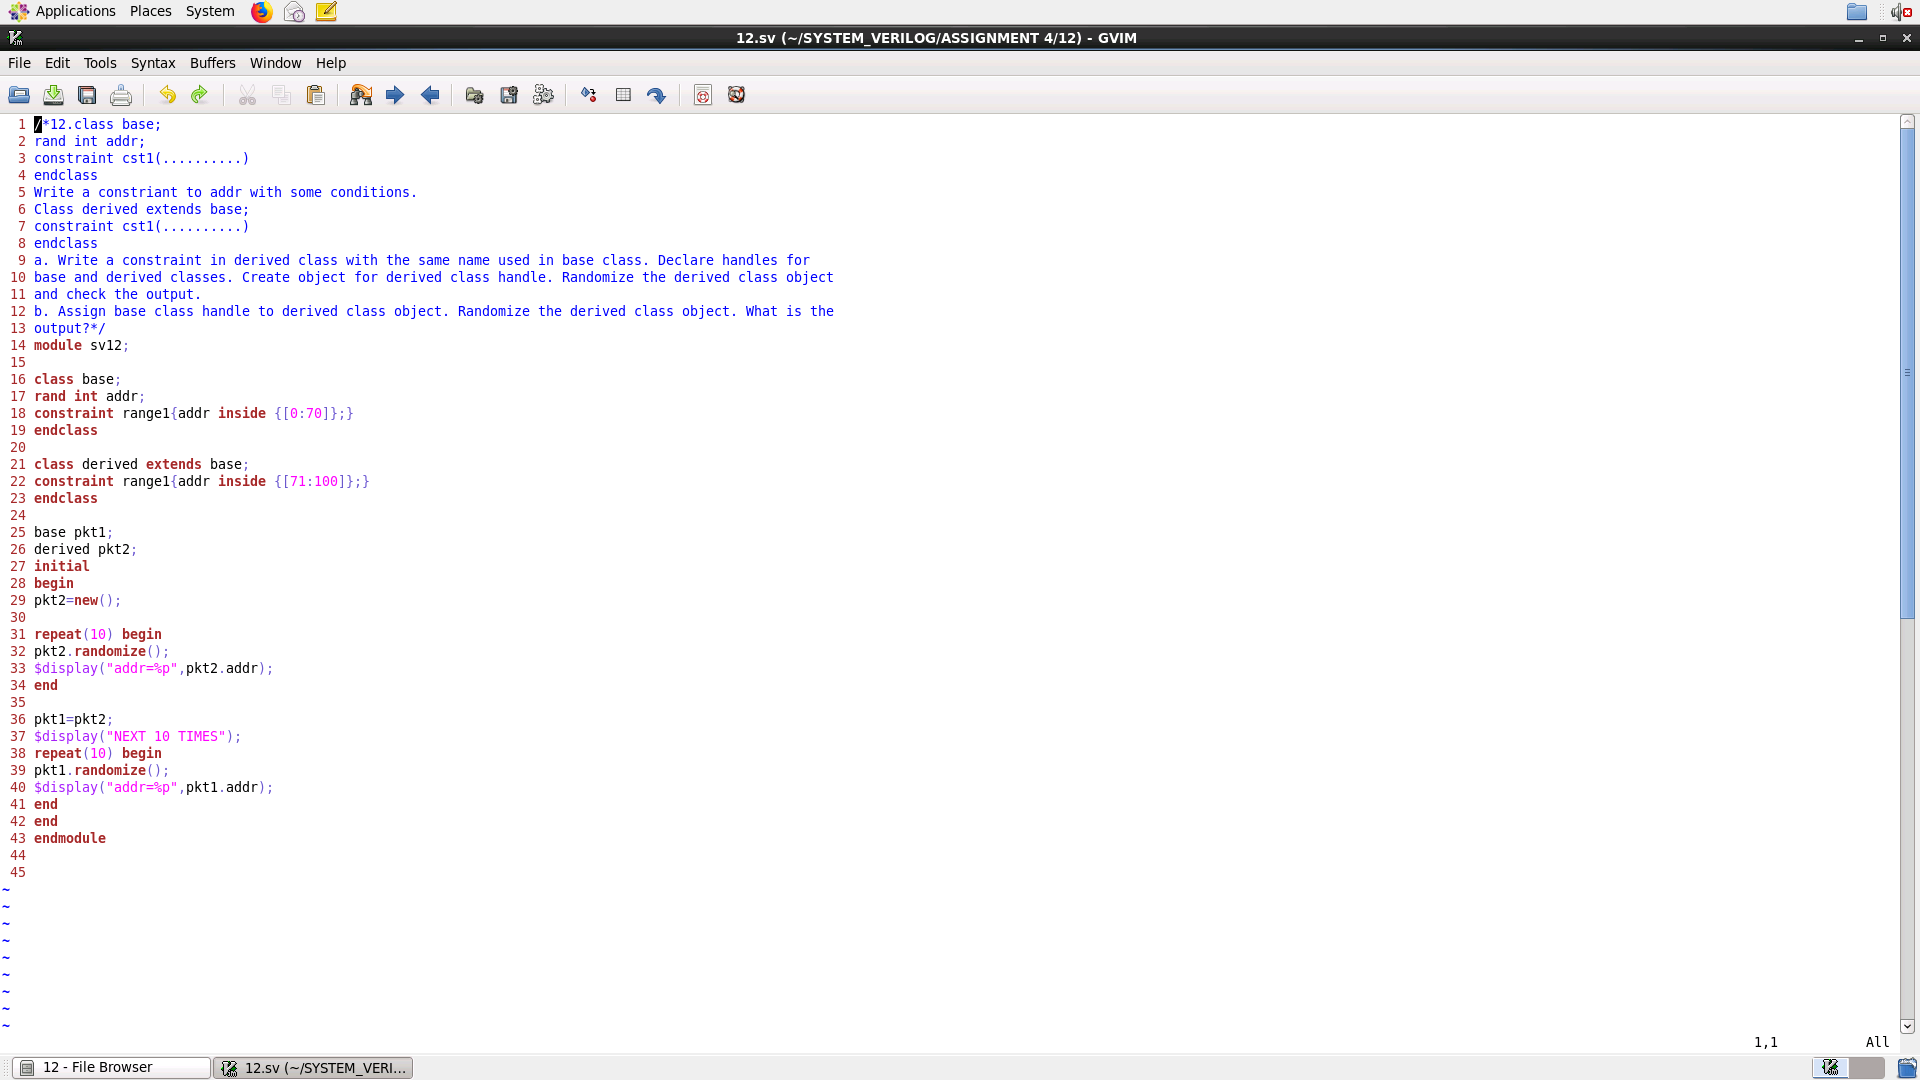 Applications Places System
12.sv (~/SYSTEM_VERILOG/ASSIGNMENT 4/12) - GVIM
File Edit Tools Syntax Buffers Window Help
1 /*12.class base;
2 rand int addr;
3 constraint cst1(..........)
4 endclass
5 Write a constriant to addr with some conditions.
6 Class derived extends base;
7 constraint cst1(..........)
8 endclass
9 a. Write a constraint in derived class with the same name used in base class. Declare handles for
10 base and derived classes. Create object for derived class handle. Randomize the derived class object
11 and check the output.
12 b. Assign base class handle to derived class object. Randomize the derived class object. What is the
13 output?*/
14 module sv12;
15
16 class base;
17 rand int addr;
18 constraint range1{addr inside {[0:70]};}
19 endclass
20
21 class derived extends base;
22 constraint range1{addr inside {[71:100]};}
23 endclass
24
25 base pkt1;
26 derived pkt2;
27 initial
28 begin
29 pkt2=new();
30
31 repeat(10) begin
32 pkt2.randomize();
33 $display("addr=%p",pkt2.addr);
34 end
35
36 pkt1=pkt2;
37 $display("NEXT 10 TIMES");
38 repeat(10) begin
39 pkt1.randomize();
40 $display("addr=%p",pkt1.addr);
41 end
42 end
43 endmodule
44
45
~
~
~
~
~
~
~
~
~
1,1 All
12 - File Browser 12.sv (~/SYSTEM_VERI...